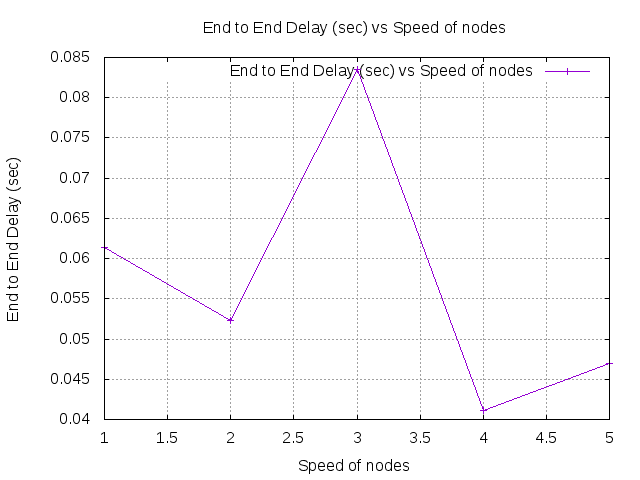 End to End Delay (sec) vs Speed of nodes
0.085
End to End Delay (sec) vs Speed of nodes
0.08
0.075
0.07
0.065
0.06
0.055
0.05
0.045
0.04
End to End Delay (sec)
1 1.5 2 2.5 3 3.5 4 4.5 5
Speed of nodes